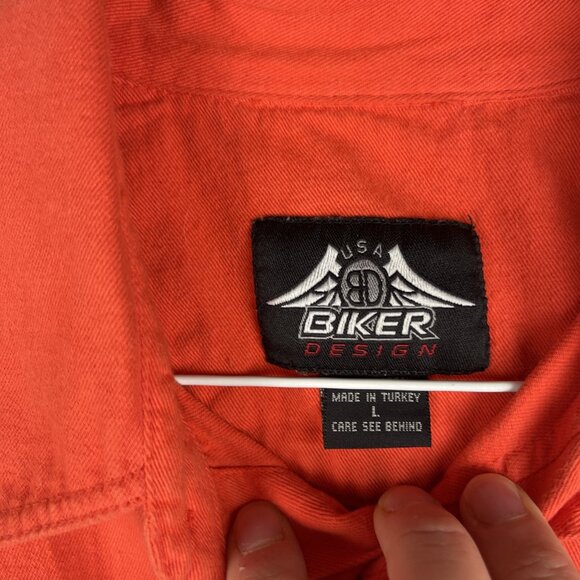 USA
BD
BIKER
DESIGN
MADE IN TURKEY
L
CARE SEE BEHIND